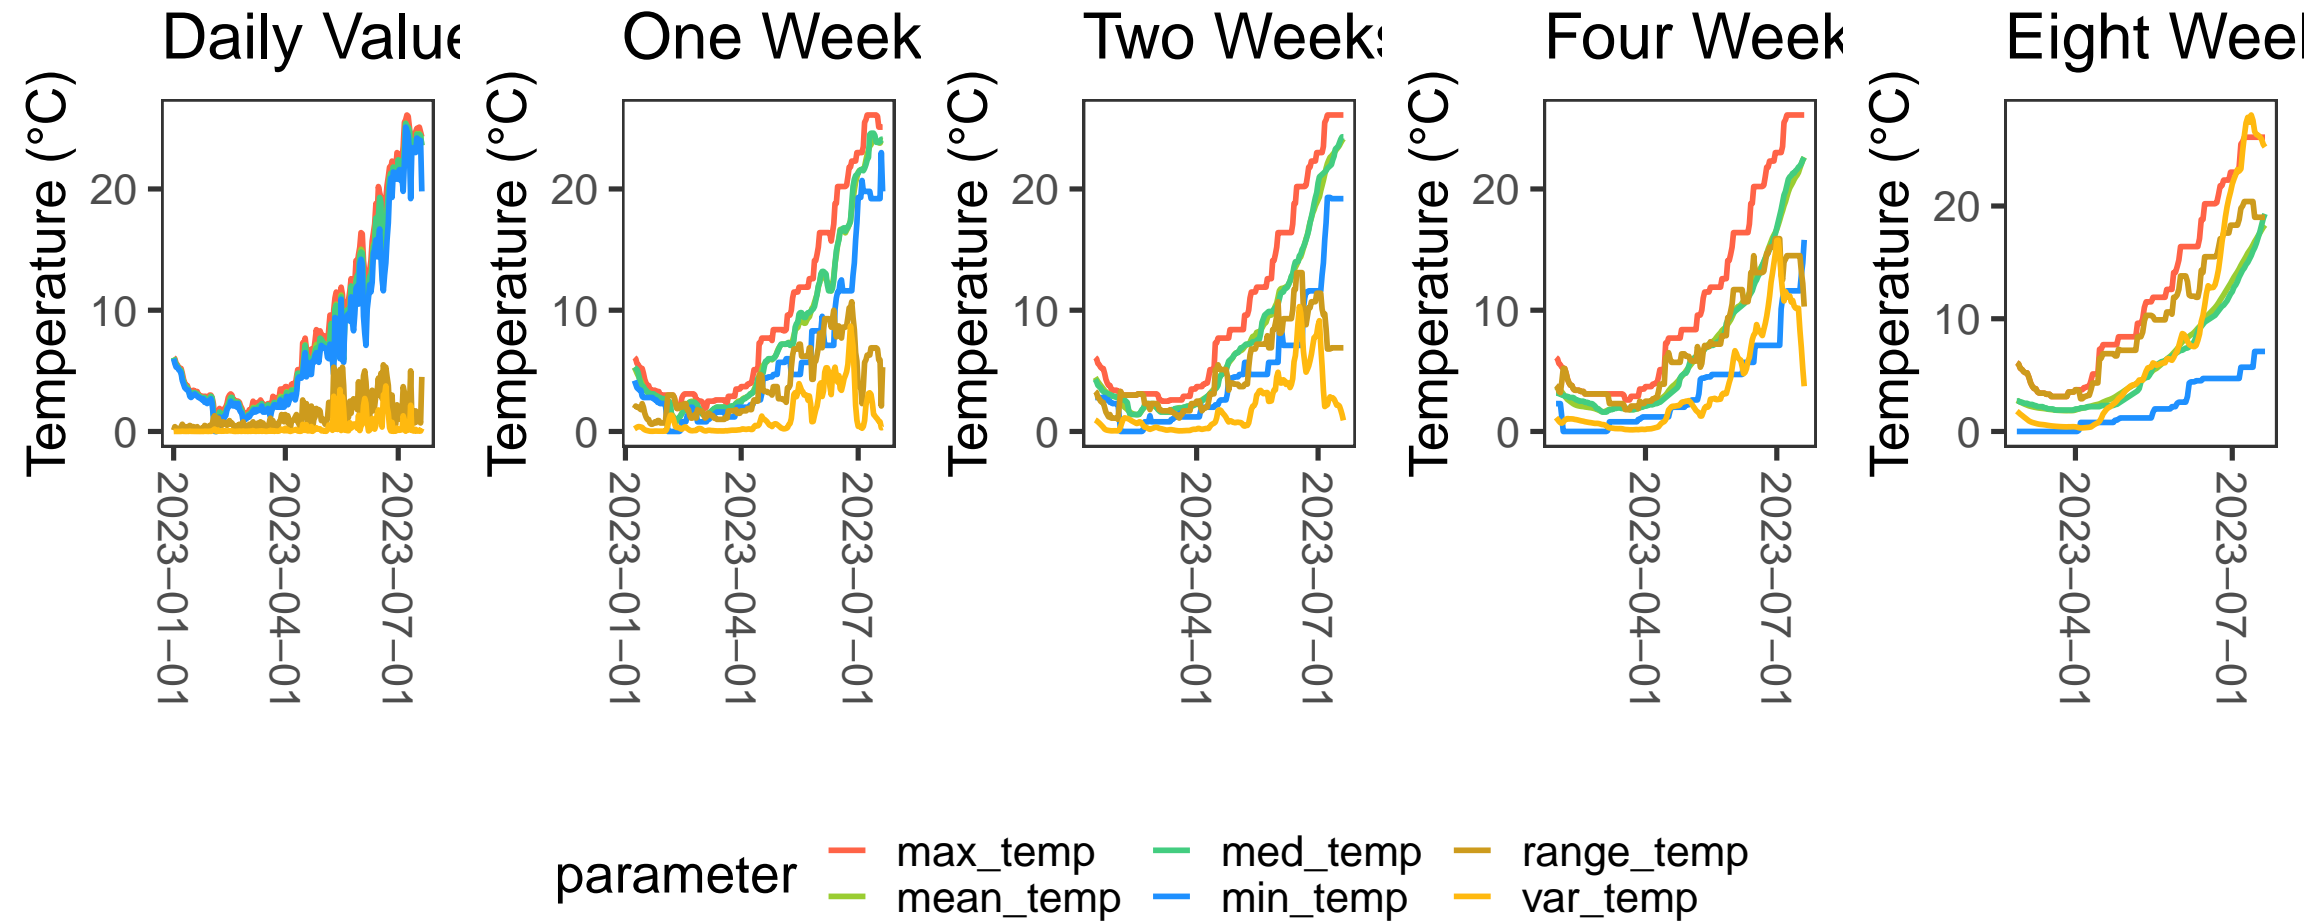 Daily Value
One Week
Two Weeks
Four Week
Eight Weel
Temperature (°C)
20
10
0
2023−01−01
2023−04−01
2023−07−01
Temperature (°C)
20
10
0
2023−01−01
2023−04−01
2023−07−01
Temperature (°C)
20
10
0
2023−04−01
2023−07−01
Temperature (°C)
20
10
0
2023−04−01
2023−07−01
Temperature (°C)
20
10
0
2023−04−01
2023−07−01
parameter
max_temp
mean_temp
med_temp
min_temp
range_temp
var_temp